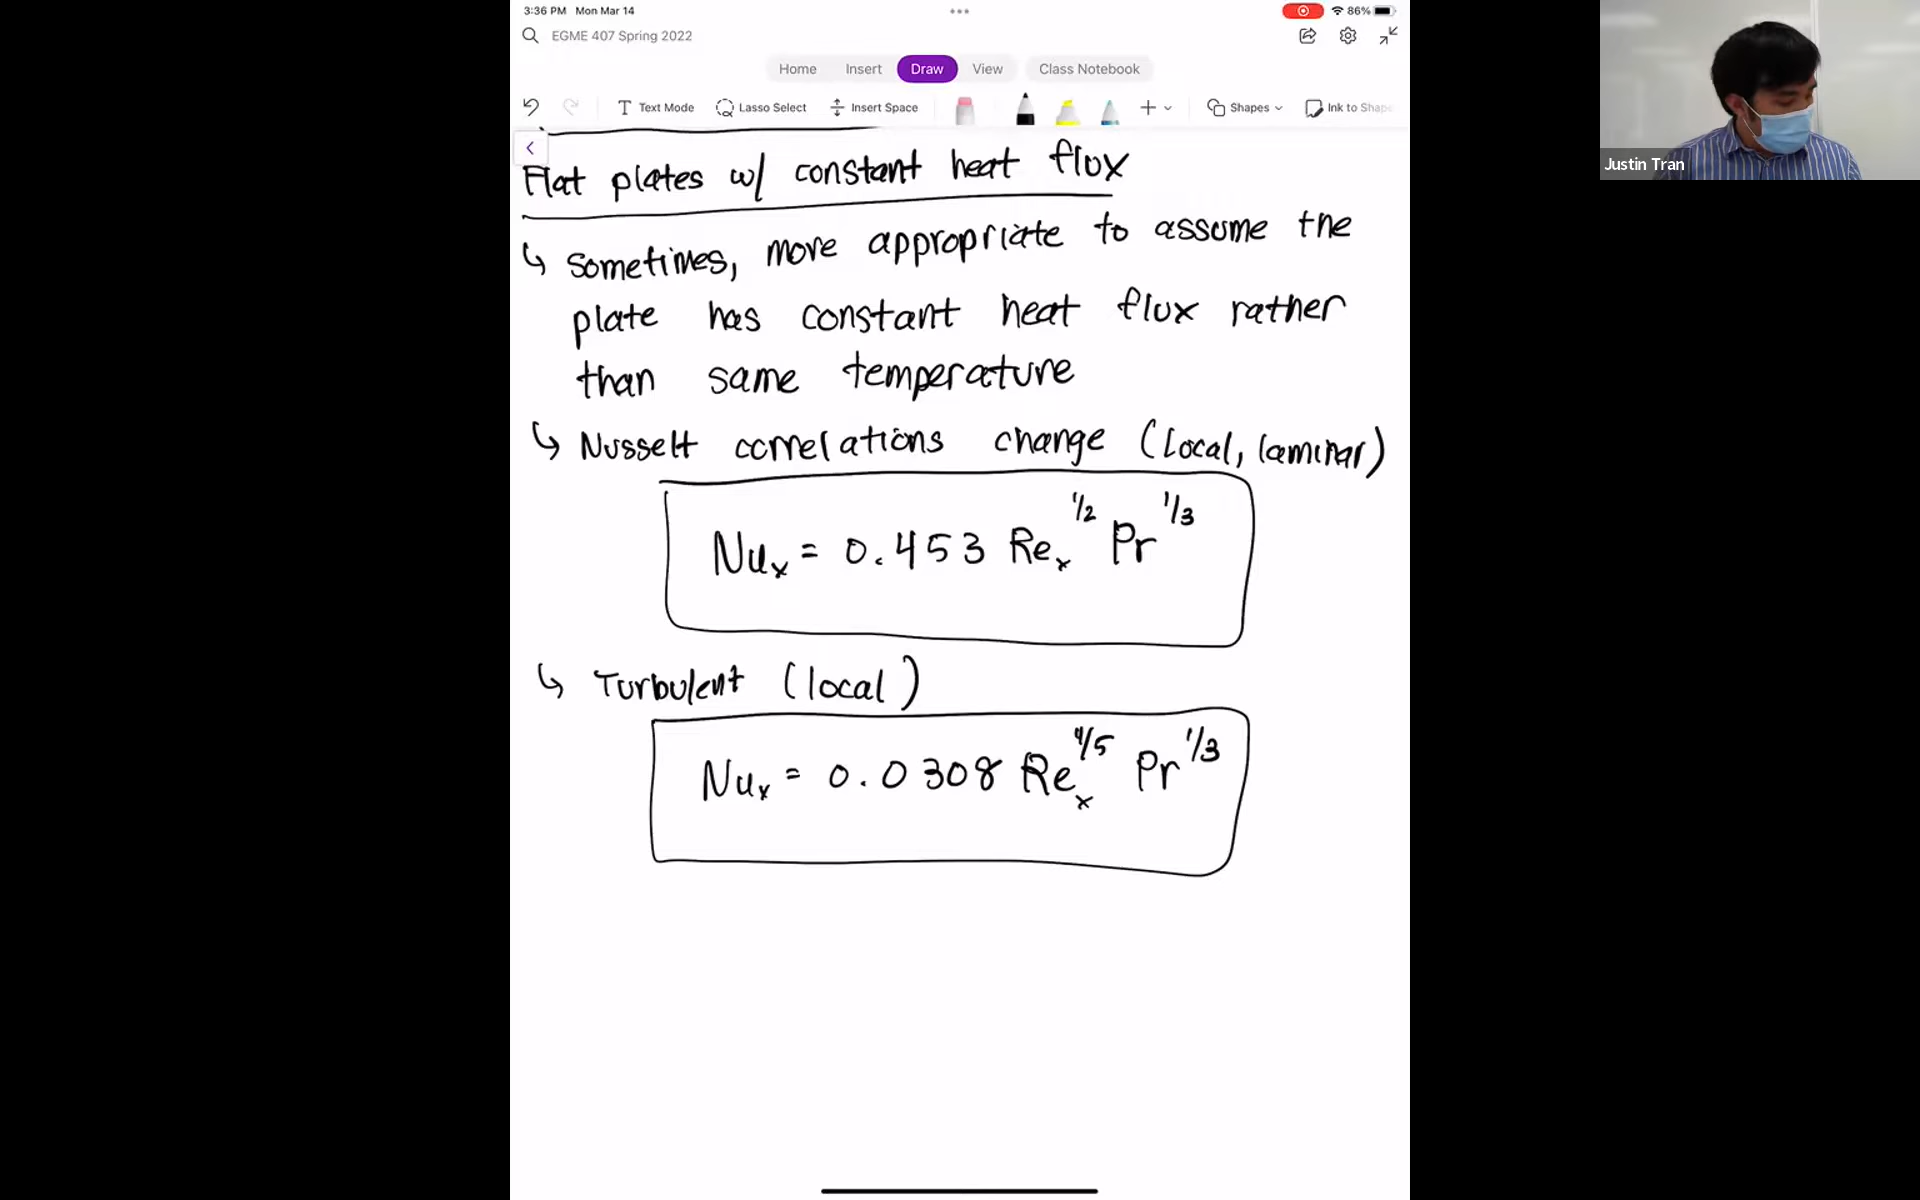 3:36 PM Mon Mar 14
86%
EGME 407 Spring 2022
Home Insert Draw View Class Notebook
Text Mode Lasso Select Insert Space Shapes Ink to Shape
Justin Tran
Flat plates w/ constant heat flux
↳ sometimes, more appropriate to assume the
plate has constant heat flux rather
than same temperature
↳ Nusselt correlations change (local, laminar)
Nuₓ = 0.453 Reₓ^1/2 Pr^1/3
↳ Turbulent (local)
Nuₓ = 0.0308 Reₓ^4/5 Pr^1/3